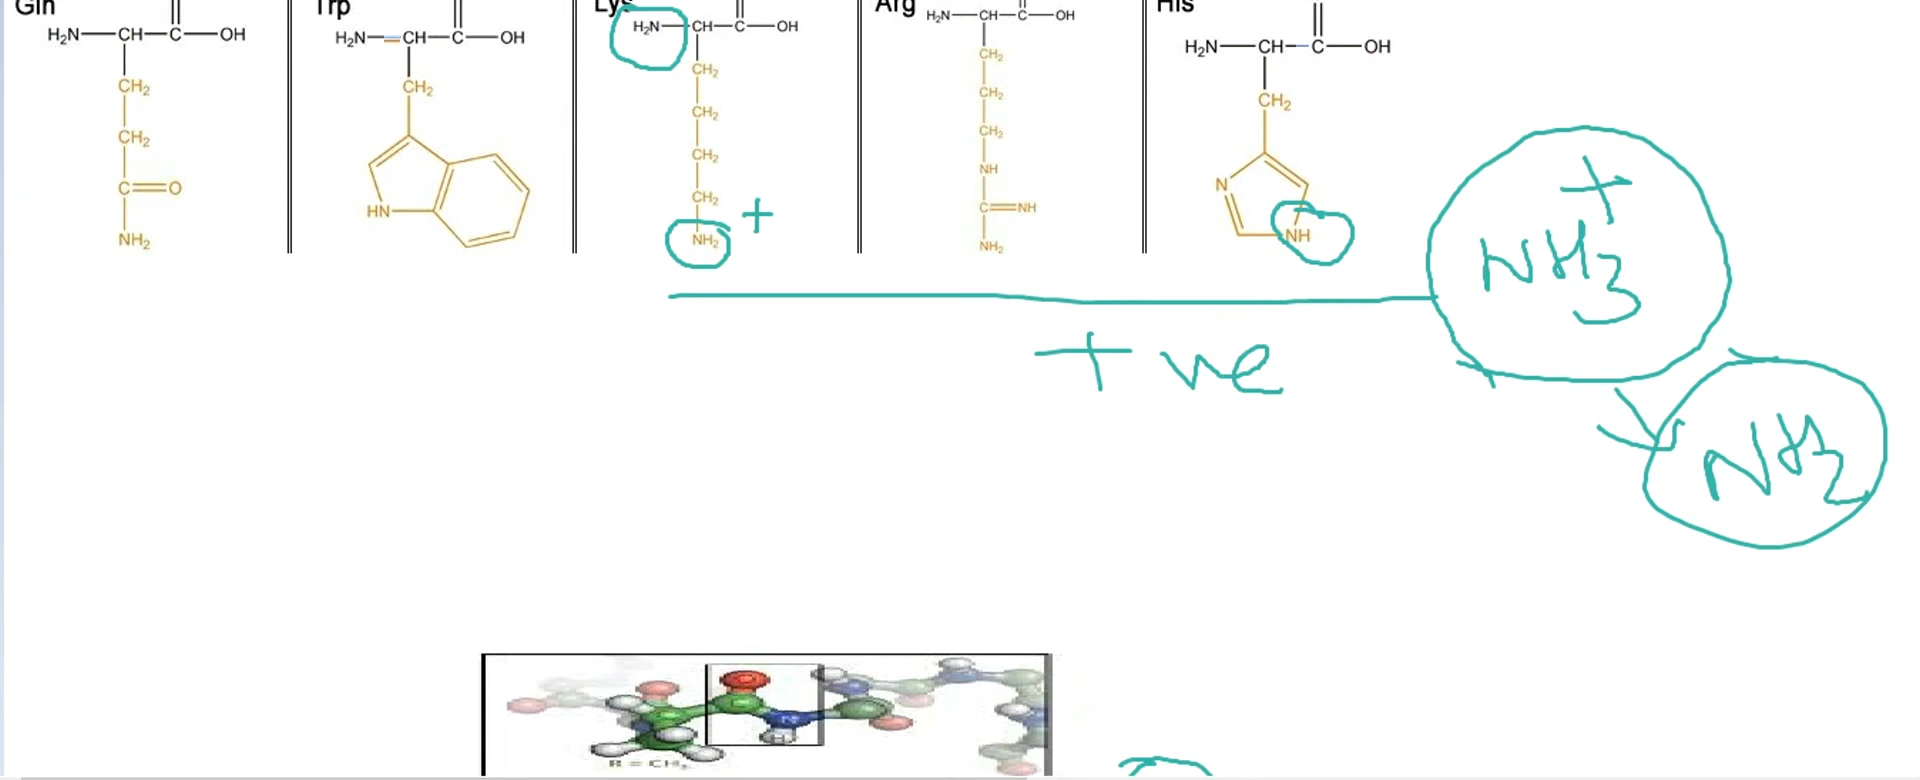 Gln Trp Lys Arg His
H₂N—CH—C—OH H₂N—CH—C—OH H₂N—CH—C—OH H₂N—CH—C—OH H₂N—CH—C—OH
CH₂ CH₂ CH₂ CH₂ CH₂
CH₂ CH₂ CH₂
CH₂ CH₂
C=O N CH₂ NH +
HN C=NH NH NH₃
NH₂ NH₂ + NH₂
+ ve
NH₂
N
H
R = CH₃